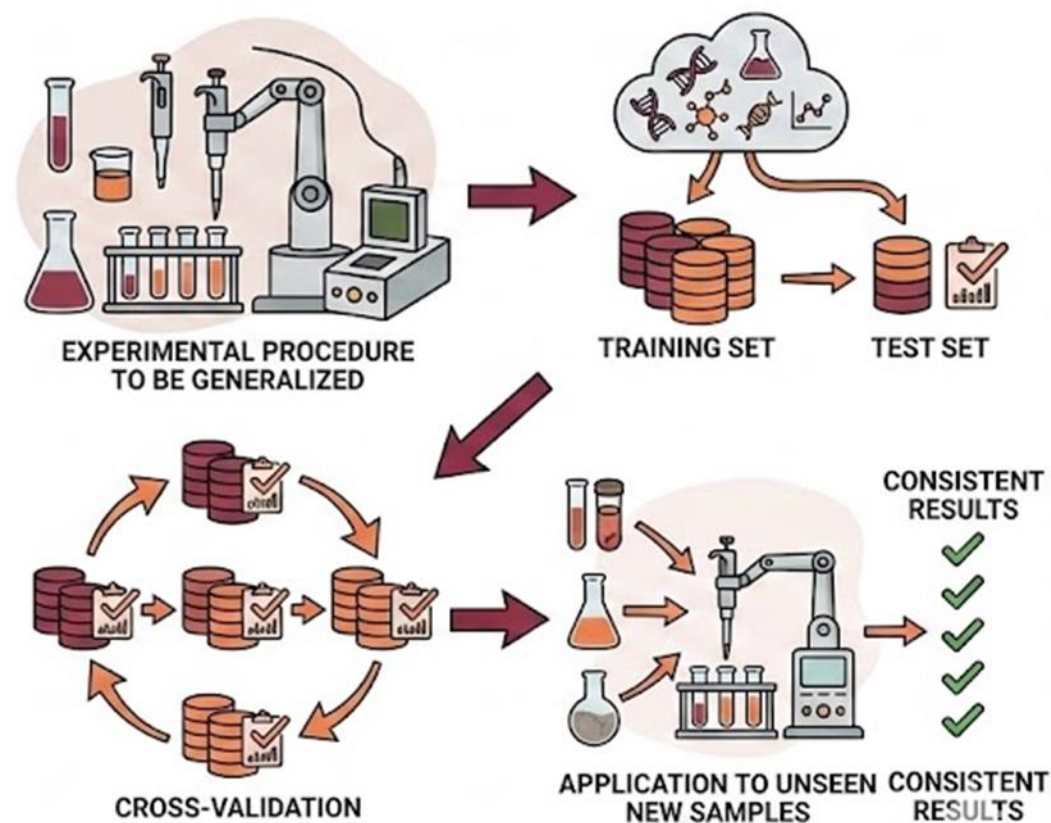 EXPERIMENTAL PROCEDURE
TO BE GENERALIZED
TRAINING SET
TEST SET
CROSS-VALIDATION
APPLICATION TO UNSEEN
NEW SAMPLES
CONSISTENT
RESULTS
CONSISTENT
RESULTS